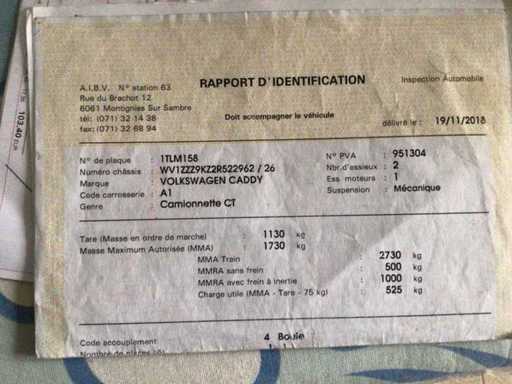 103,40
A.I.B.V. N° station 63
Rue du Brachot 12
6061 Montignies Sur Sambre
tél: (071) 32 14 38
fax: (071) 32 68 94
RAPPORT D'IDENTIFICATION
Doit accompagner le véhicule
Inspection Automobile
délivré le : 19/11/2018
N° de plaque : 1TLM158
Numéro châssis : WV1ZZZ9KZ2R522962 / 26
Marque : VOLKSWAGEN CADDY
Code carrosserie : A1
Genre : Camionnette CT
N° PVA : 951304
Nbr.d'essieux : 2
Ess moteurs : 1
Suspension : Mécanique
Tare (Masse en ordre de marche) : 1130 kg
Masse Maximum Autorisée (MMA) : 1730 kg
MMA Train : 2730 kg
MMRA sans frein : 500 kg
MMRA avec frein à inertie : 1000 kg
Charge utile (MMA - Tare - 75 kg) : 525 kg
Code accouplement : 4 Boule
Nombre de places